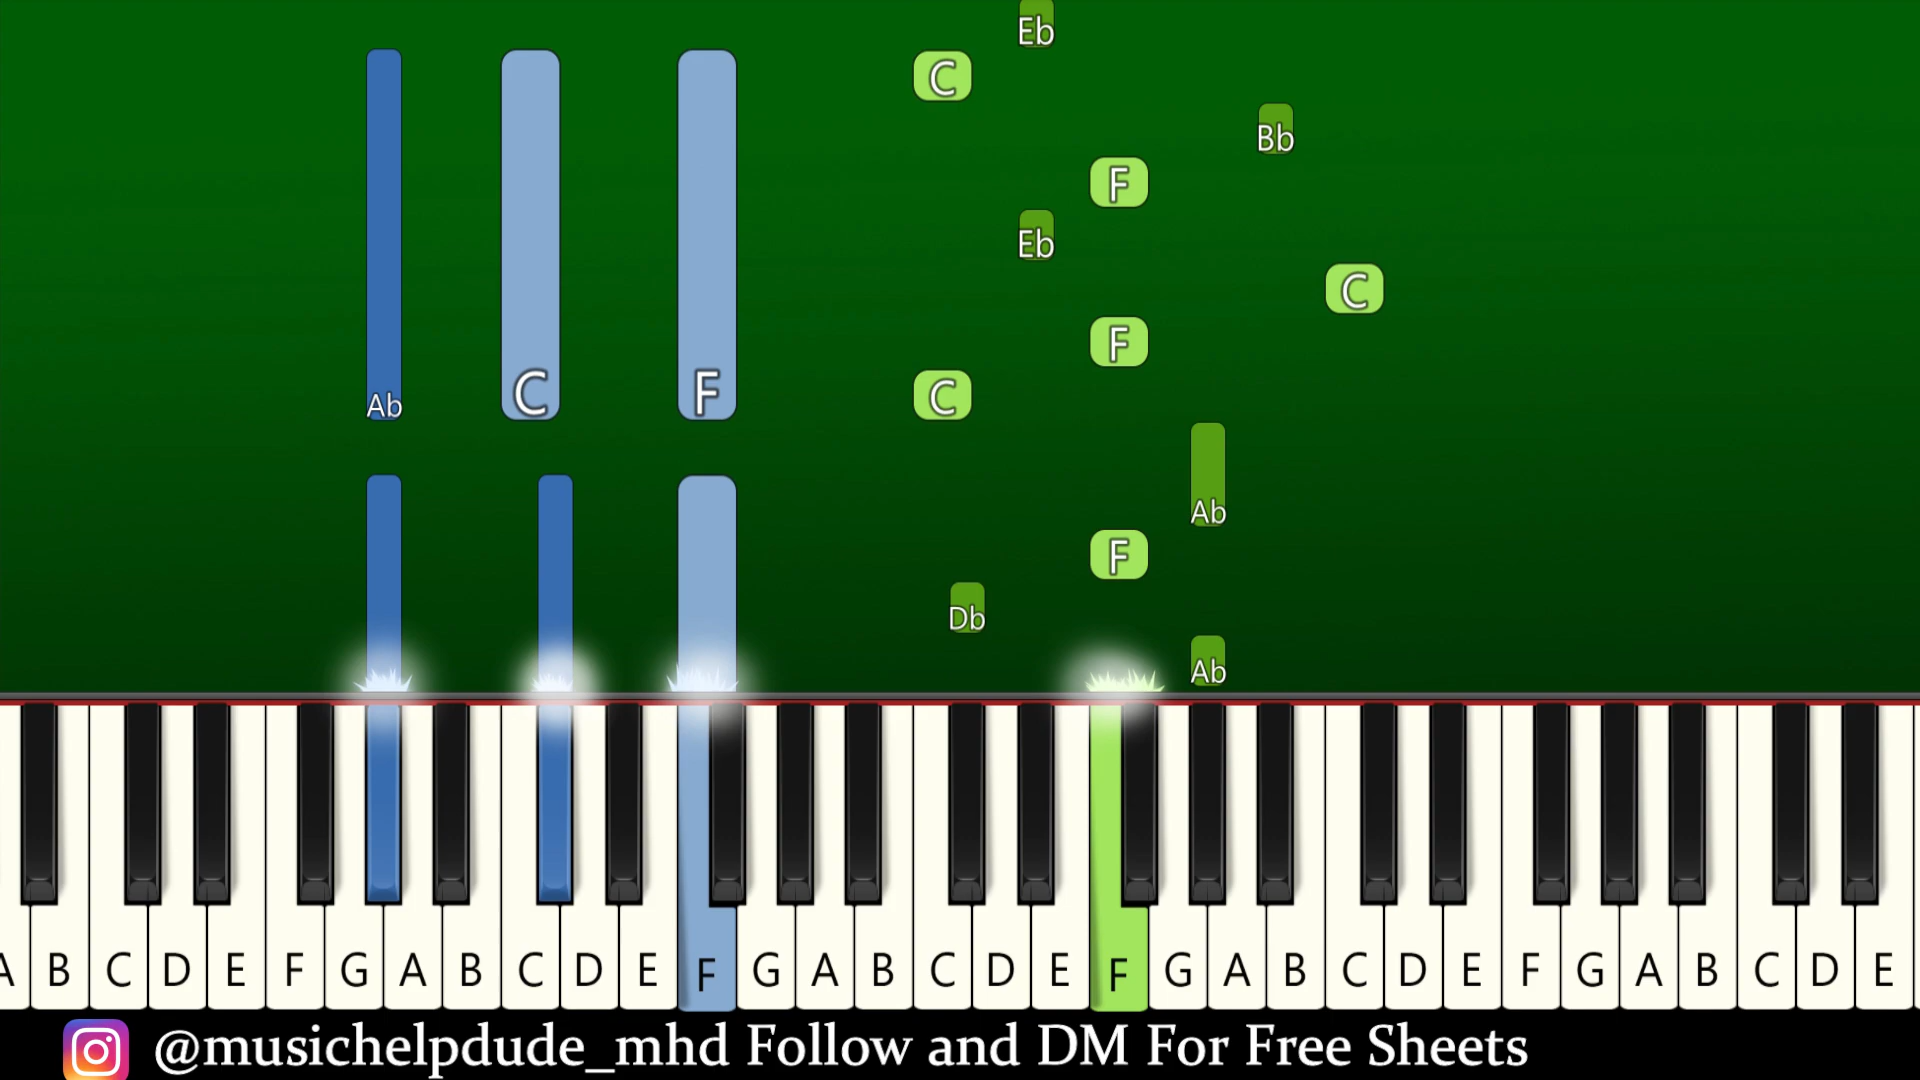 Eb
C
Bb
F
Eb
C
F
Ab C F C
Ab
F
Db
Ab
A B C D E F G A B C D E F G A B C D E F G A B C D E F G A B C D E
@musichelpdude_mhd Follow and DM For Free Sheets